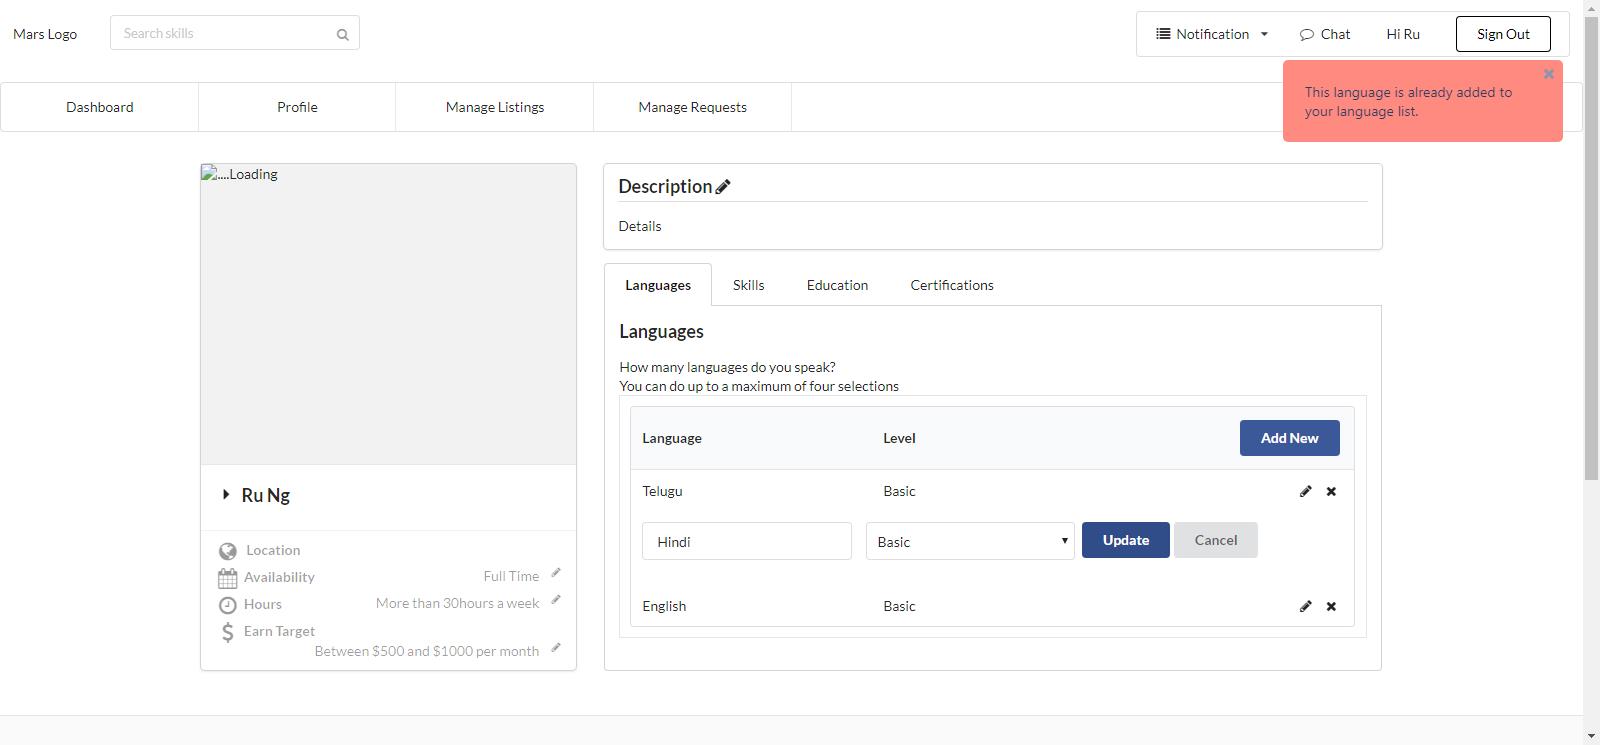 Mars Logo
Search skills
Notification
Chat
Hi Ru
Sign Out
This language is already added to
your language list.
Dashboard
Profile
Manage Listings
Manage Requests
....Loading
Ru Ng
Location
Availability
Full Time
Hours
More than 30hours a week
Earn Target
Between $500 and $1000 per month
Description
Details
Languages
Skills
Education
Certifications
Languages
How many languages do you speak?
You can do up to a maximum of four selections
Language
Level
Add New
Telugu
Basic
Hindi
Basic
Update
Cancel
English
Basic